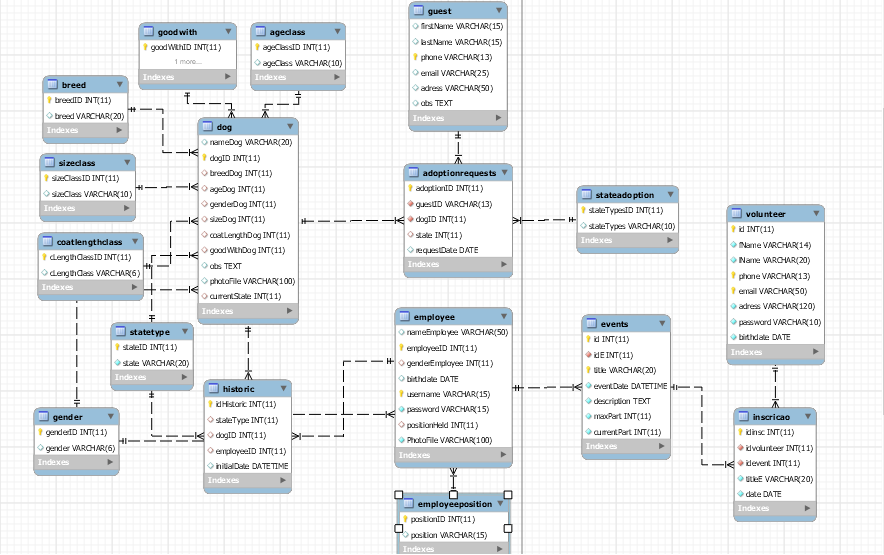 guest
firstName VARCHAR(15)
lastName VARCHAR(15)
phone VARCHAR(13)
email VARCHAR(25)
adress VARCHAR(50)
obs TEXT
Indexes
goodwith
goodWithID INT(11)
1 more...
Indexes
ageclass
ageClassID INT(11)
ageClass VARCHAR(10)
Indexes
breed
breedID INT(11)
breed VARCHAR(20)
Indexes
dog
nameDog VARCHAR(20)
dogID INT(11)
breedDog INT(11)
ageDog INT(11)
genderDog INT(11)
sizeDog INT(11)
coatLengthDog INT(11)
goodWithDog INT(11)
obs TEXT
photoFile VARCHAR(100)
currentState INT(11)
Indexes
sizeclass
sizeClassID INT(11)
sizeClass VARCHAR(10)
Indexes
adoptionrequests
adoptionID INT(11)
guesID VARCHAR(13)
dogID INT(11)
state INT(11)
requestDate DATE
Indexes
stateadoption
stateTypesID INT(11)
stateTypes VARCHAR(10)
Indexes
volunteer
id INT(11)
fName VARCHAR(14)
lName VARCHAR(20)
phone VARCHAR(13)
email VARCHAR(50)
adress VARCHAR(120)
password VARCHAR(10)
birthdate DATE
Indexes
coatlengthclass
cLengthClassID INT(11)
cLengthClass VARCHAR(6)
Indexes
statetype
stateID INT(11)
state VARCHAR(20)
Indexes
employee
nameEmployee VARCHAR(50)
employeeID INT(11)
genderEmployee INT(11)
birthdate DATE
username VARCHAR(15)
password VARCHAR(15)
positionHeld INT(11)
PhotoFile VARCHAR(100)
Indexes
events
id INT(11)
idE INT(11)
title VARCHAR(20)
eventDate DATETIME
description TEXT
maxPart INT(11)
currentPart INT(11)
Indexes
historic
idHistoric INT(11)
stateType INT(11)
dogID INT(11)
employeeID INT(11)
initialDate DATETIME
Indexes
gender
genderID INT(11)
gender VARCHAR(6)
Indexes
inscricao
idinsc INT(11)
idvolunteer INT(11)
idevent INT(11)
titleE VARCHAR(20)
date DATE
Indexes
employeeposition
positionID INT(11)
position VARCHAR(15)
Indexes